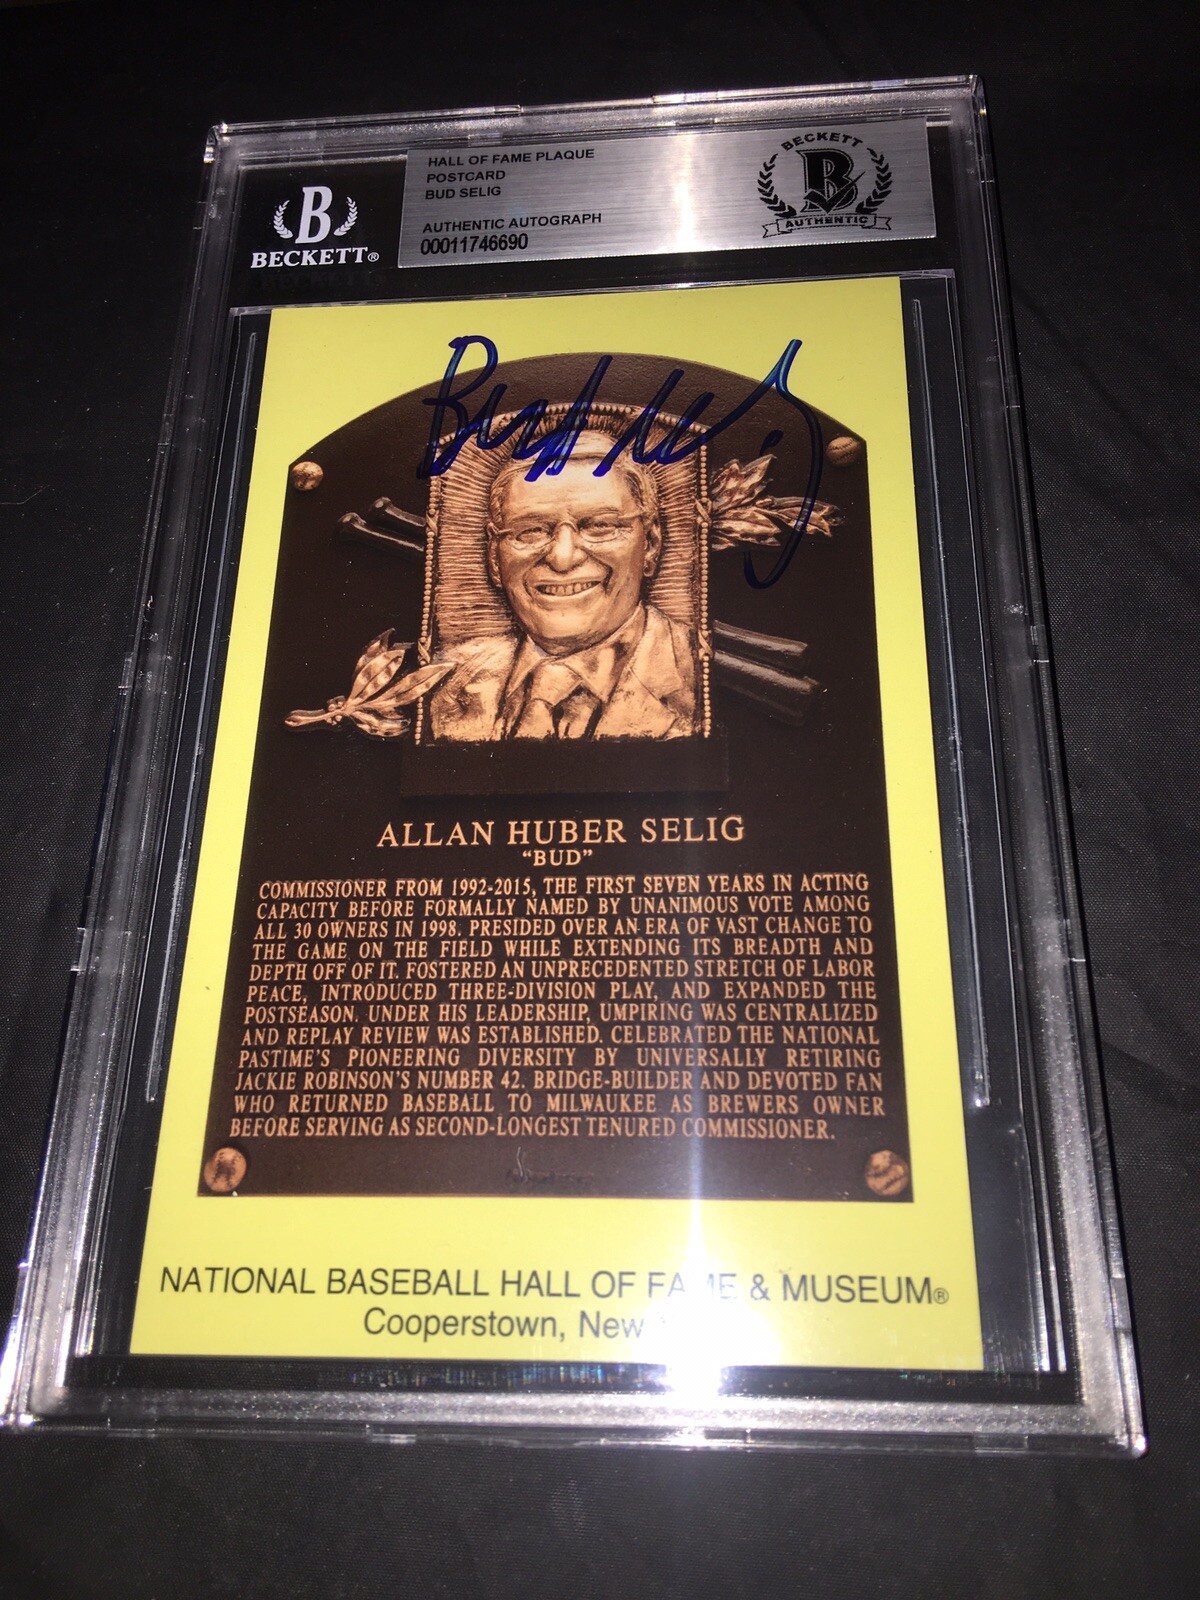 HALL OF FAME PLAQUE
POSTCARD
BUD SELIG
AUTHENTIC AUTOGRAPH
00011746690
B
BECKETT®
BECKETT
B
AUTHENTIC
Bud Selig
ALLAN HUBER SELIG
"BUD"
COMMISSIONER FROM 1992-2015, THE FIRST SEVEN YEARS IN ACTING
CAPACITY BEFORE FORMALLY NAMED BY UNANIMOUS VOTE AMONG
ALL 30 OWNERS IN 1998. PRESIDED OVER AN ERA OF VAST CHANGE TO
THE GAME ON THE FIELD WHILE EXTENDING ITS BREADTH AND
DEPTH OFF OF IT. FOSTERED AN UNPRECEDENTED STRETCH OF LABOR
PEACE, INTRODUCED THREE-DIVISION PLAY, AND EXPANDED THE
POSTSEASON. UNDER HIS LEADERSHIP, UMPIRING WAS CENTRALIZED
AND REPLAY REVIEW WAS ESTABLISHED. CELEBRATED THE NATIONAL
PASTIME'S PIONEERING DIVERSITY BY UNIVERSALLY RETIRING
JACKIE ROBINSON'S NUMBER 42. BRIDGE-BUILDER AND DEVOTED FAN
WHO RETURNED BASEBALL TO MILWAUKEE AS BREWERS OWNER
BEFORE SERVING AS SECOND-LONGEST TENURED COMMISSIONER.
NATIONAL BASEBALL HALL OF FAME & MUSEUM®
Cooperstown, New